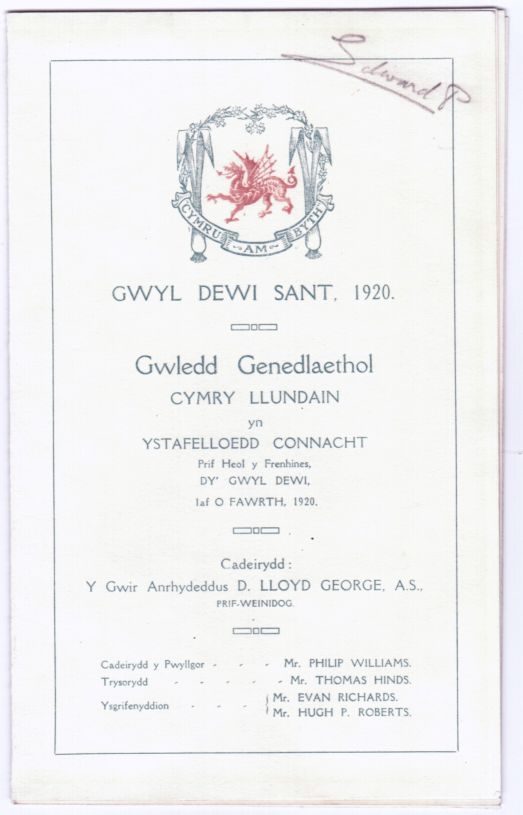 Edward P
CYMRU AM BYTH
GWYL DEWI SANT, 1920.
Gwledd Genedlaethol
CYMRY LLUNDAIN
yn
YSTAFELLOEDD CONNACHT
Prif Heol y Frenhines,
DY' GWYL DEWI,
1af O FAWRTH, 1920.
Cadeirydd :
Y Gwir Anrhydeddus D. LLOYD GEORGE, A.S.,
PRIF-WEINIDOG.
Cadeirydd y Pwyllgor - - - Mr. PHILIP WILLIAMS.
Trysorydd - - - - - Mr. THOMAS HINDS.
Ysgrifenyddion - - - { Mr. EVAN RICHARDS.
Mr. HUGH P. ROBERTS.